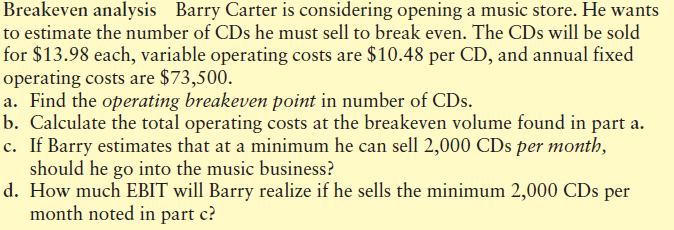 Breakeven analysis Barry Carter is considering opening a music store. He wants
to estimate the number of CDs he must sell to break even. The CDs will be sold
for $13.98 each, variable operating costs are $10.48 per CD, and annual fixed
operating costs are $73,500.
a. Find the operating breakeven point in number of CDs.
b. Calculate the total operating costs at the breakeven volume found in part a.
c. If Barry estimates that at a minimum he can sell 2,000 CDs per month,
should he go into the music business?
d. How much EBIT will Barry realize if he sells the minimum 2,000 CDs per
month noted in part c?